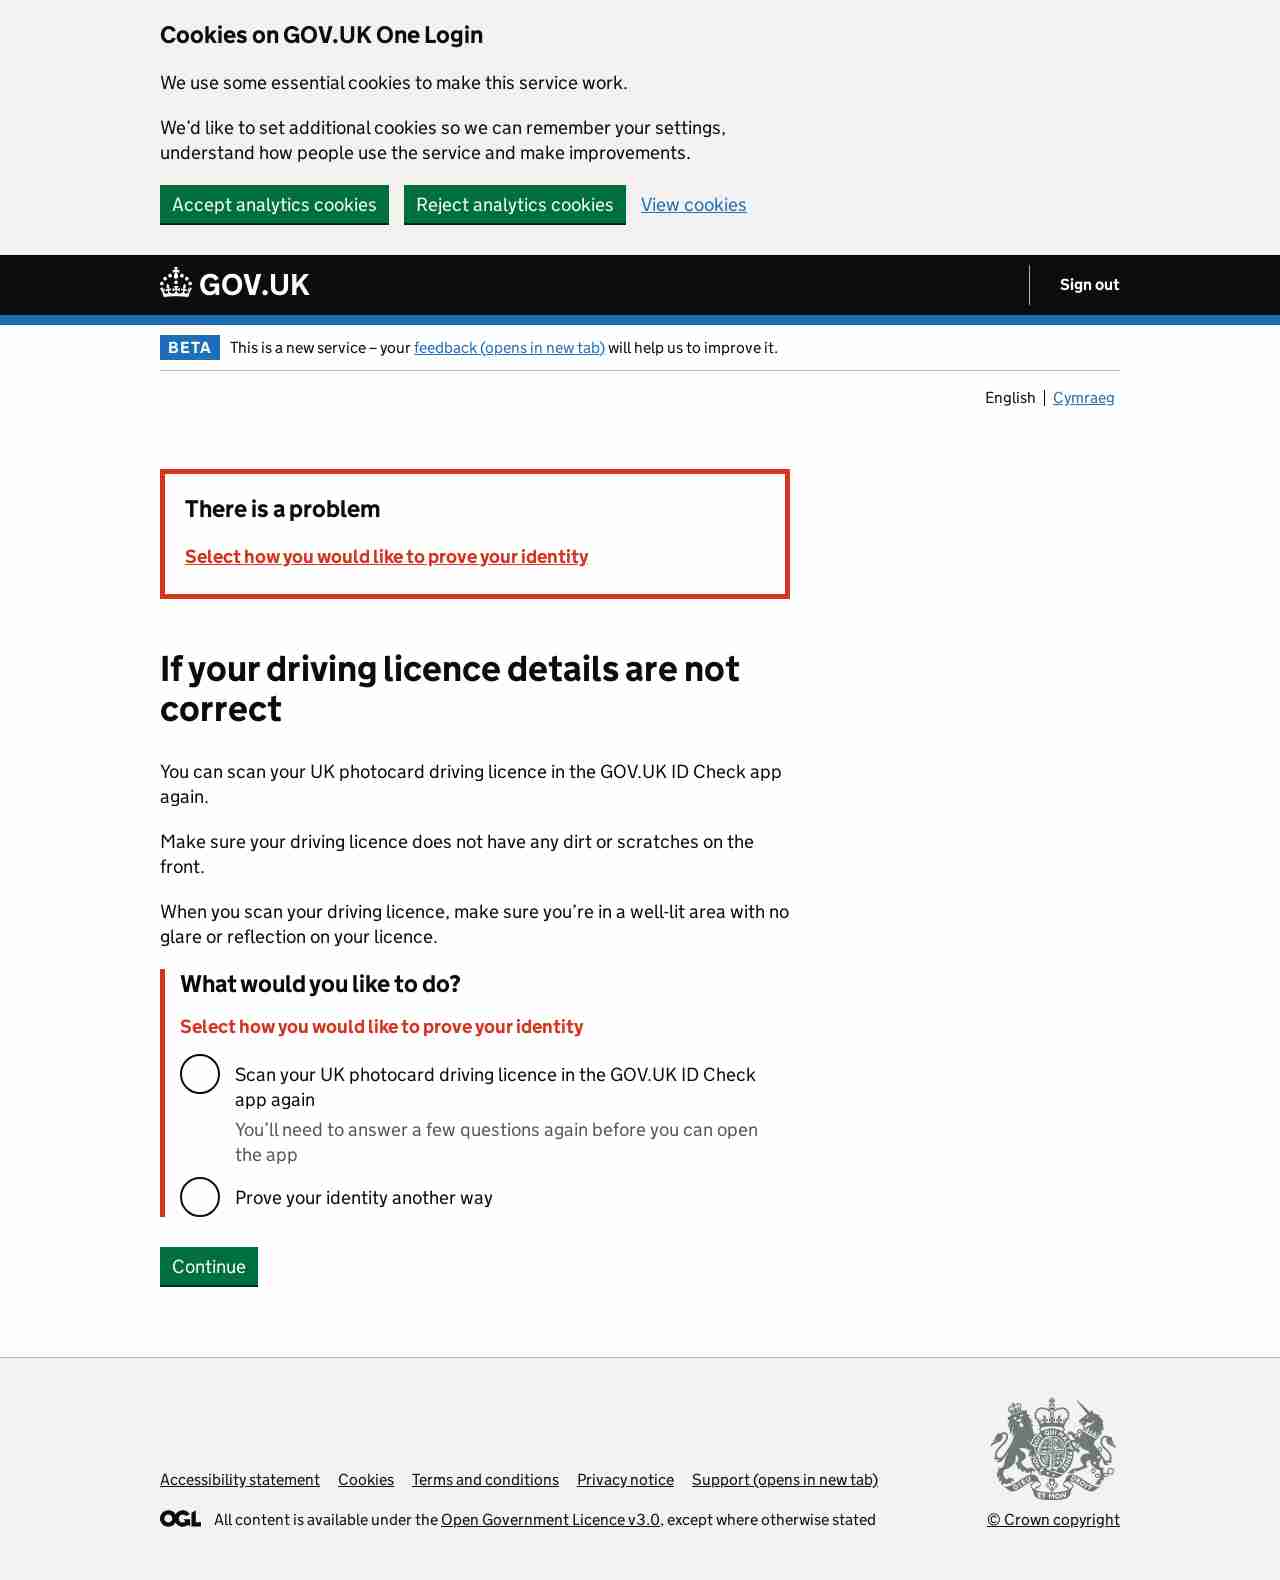 Cookies on GOV.UK One Login
We use some essential cookies to make this service work.
We’d like to set additional cookies so we can remember your settings,
understand how people use the service and make improvements.
Accept analytics cookies
Reject analytics cookies
View cookies
GOV.UK
Sign out
BETA
This is a new service – your feedback (opens in new tab) will help us to improve it.
English
Cymraeg
There is a problem
Select how you would like to prove your identity
If your driving licence details are not
correct
You can scan your UK photocard driving licence in the GOV.UK ID Check app
again.
Make sure your driving licence does not have any dirt or scratches on the
front.
When you scan your driving licence, make sure you’re in a well-lit area with no
glare or reflection on your licence.
What would you like to do?
Select how you would like to prove your identity
Scan your UK photocard driving licence in the GOV.UK ID Check
app again
You’ll need to answer a few questions again before you can open
the app
Prove your identity another way
Continue
Accessibility statement
Cookies
Terms and conditions
Privacy notice
Support (opens in new tab)
OGL
All content is available under the Open Government Licence v3.0, except where otherwise stated
© Crown copyright